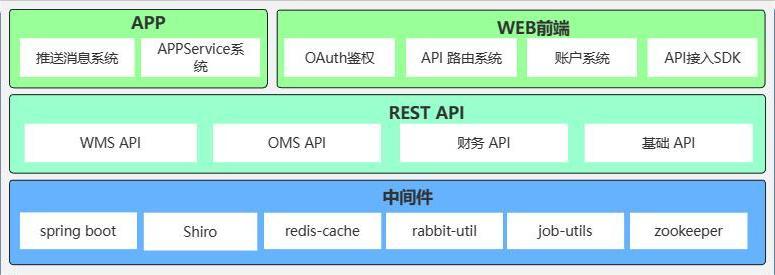 APP
推送消息系统
APPService系
统
WEB前端
OAuth鉴权
API 路由系统
账户系统
API接入SDK
REST API
WMS API
OMS API
财务 API
基础 API
中间件
spring boot
Shiro
redis-cache
rabbit-util
job-utils
zookeeper